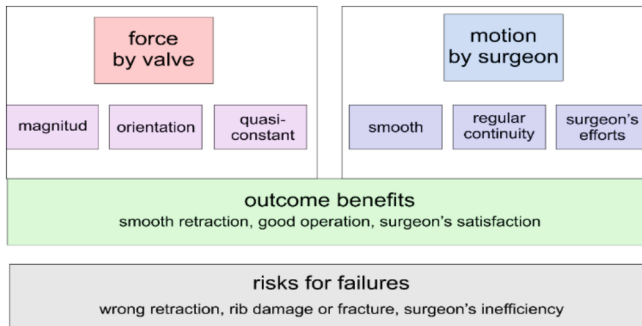 force
by valve
motion
by surgeon
magnitud
orientation
quasi-
constant
smooth
regular
continuity
surgeon's
efforts
outcome benefits
smooth retraction, good operation, surgeon's satisfaction
risks for failures
wrong retraction, rib damage or fracture, surgeon's inefficiency